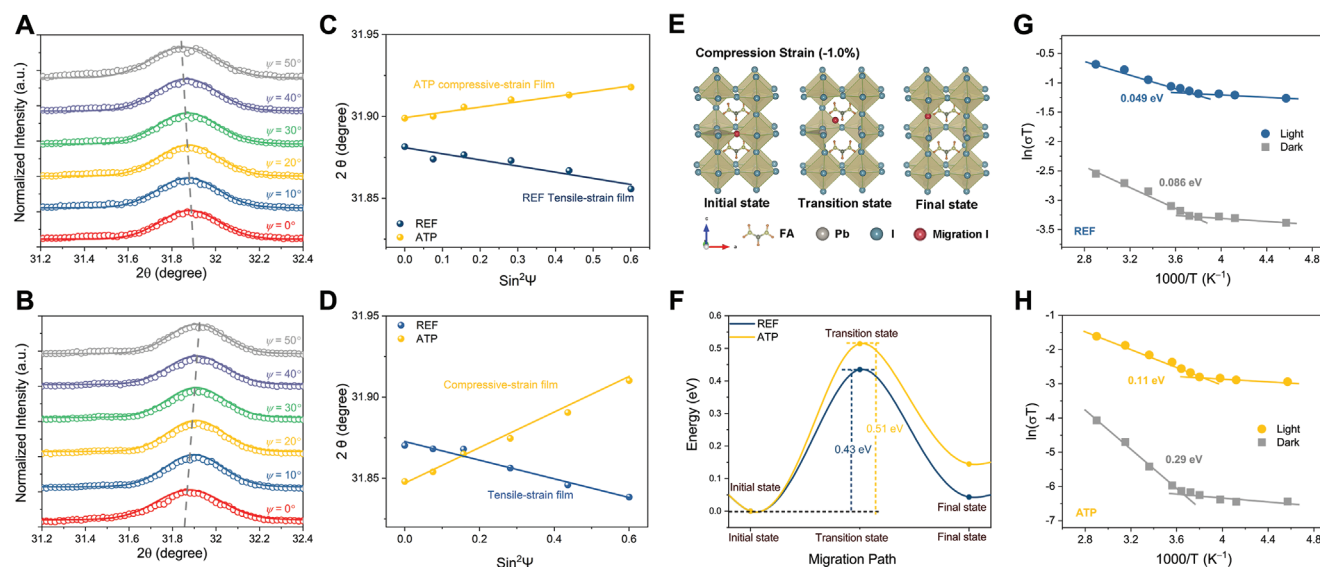 A
Normalized Intensity (a.u.)
ψ = 50°
ψ = 40°
ψ = 30°
ψ = 20°
ψ = 10°
ψ = 0°
31.2 31.4 31.6 31.8 32.0 32.2 32.4
2θ (degree)
B
Normalized Intensity (a.u.)
ψ = 50°
ψ = 40°
ψ = 30°
ψ = 20°
ψ = 10°
ψ = 0°
31.2 31.4 31.6 31.8 32 32.2 32.4
2θ (degree)
C
2 θ (degree)
31.95
31.90
31.85
ATP compressive-strain Film
REF Tensile-strain film
REF
ATP
0.0 0.1 0.2 0.3 0.4 0.5 0.6
Sin²Ψ
D
2 θ (degree)
31.95
31.90
31.85
REF
ATP
Compressive-strain film
Tensile-strain film
0.0 0.1 0.2 0.3 0.4 0.5 0.6
Sin²Ψ
E
Compression Strain (-1.0%)
Initial state Transition state Final state
c
a
FA Pb I Migration I
F
Energy (eV)
0.6
0.5
0.4
0.3
0.2
0.1
0.0
REF
ATP
Transition state
0.51 eV
0.43 eV
Initial state
Final state
Initial state Transition state Final state
Migration Path
G
ln(σT)
-0.5
-1.0
-1.5
-2.0
-2.5
-3.0
-3.5
0.049 eV
Light
Dark
0.086 eV
REF
2.8 3.2 3.6 4.0 4.4 4.8
1000/T (K⁻¹)
H
ln(σT)
-1
-2
-3
-4
-5
-6
-7
0.11 eV
Light
Dark
0.29 eV
ATP
2.8 3.2 3.6 4.0 4.4 4.8
1000/T (K⁻¹)